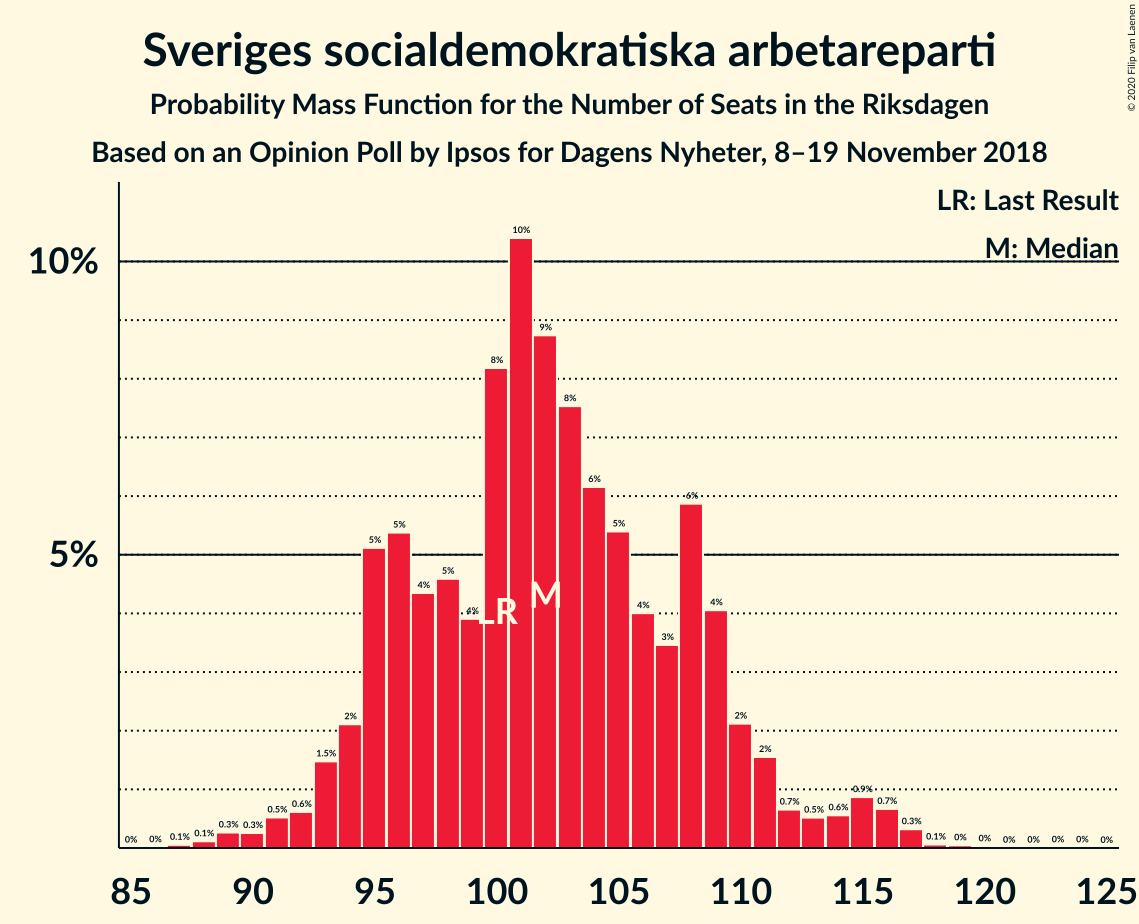 Sveriges socialdemokratiska arbetareparti
Probability Mass Function for the Number of Seats in the Riksdagen
Based on an Opinion Poll by Ipsos for Dagens Nyheter, 8–19 November 2018
© 2020 Filip van Laenen
LR: Last Result
M: Median
10%
5%
0% 0% 0.1% 0.1% 0.3% 0.3% 0.5% 0.6% 1.5% 2% 5% 5% 4% 5% 4% 8% 10% 9% 8% 6% 5% 4% 3% 6% 4% 2% 2% 0.7% 0.5% 0.6% 0.9% 0.7% 0.3% 0.1% 0% 0% 0% 0% 0% 0% 0%
LR M
85 90 95 100 105 110 115 120 125